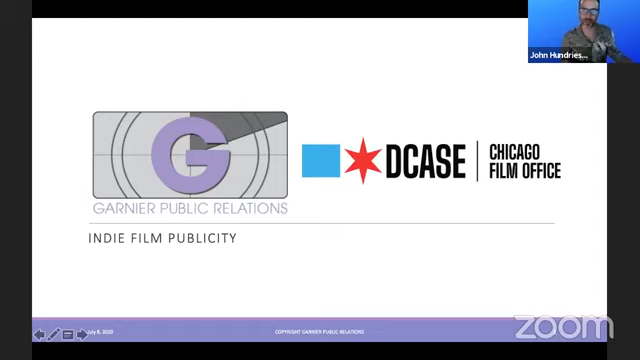 John Hundries...
G
GARNIER PUBLIC RELATIONS
DCASE
CHICAGO
FILM OFFICE
INDIE FILM PUBLICITY
July 8, 2020
COPYRIGHT GARNIER PUBLIC RELATIONS
zoom